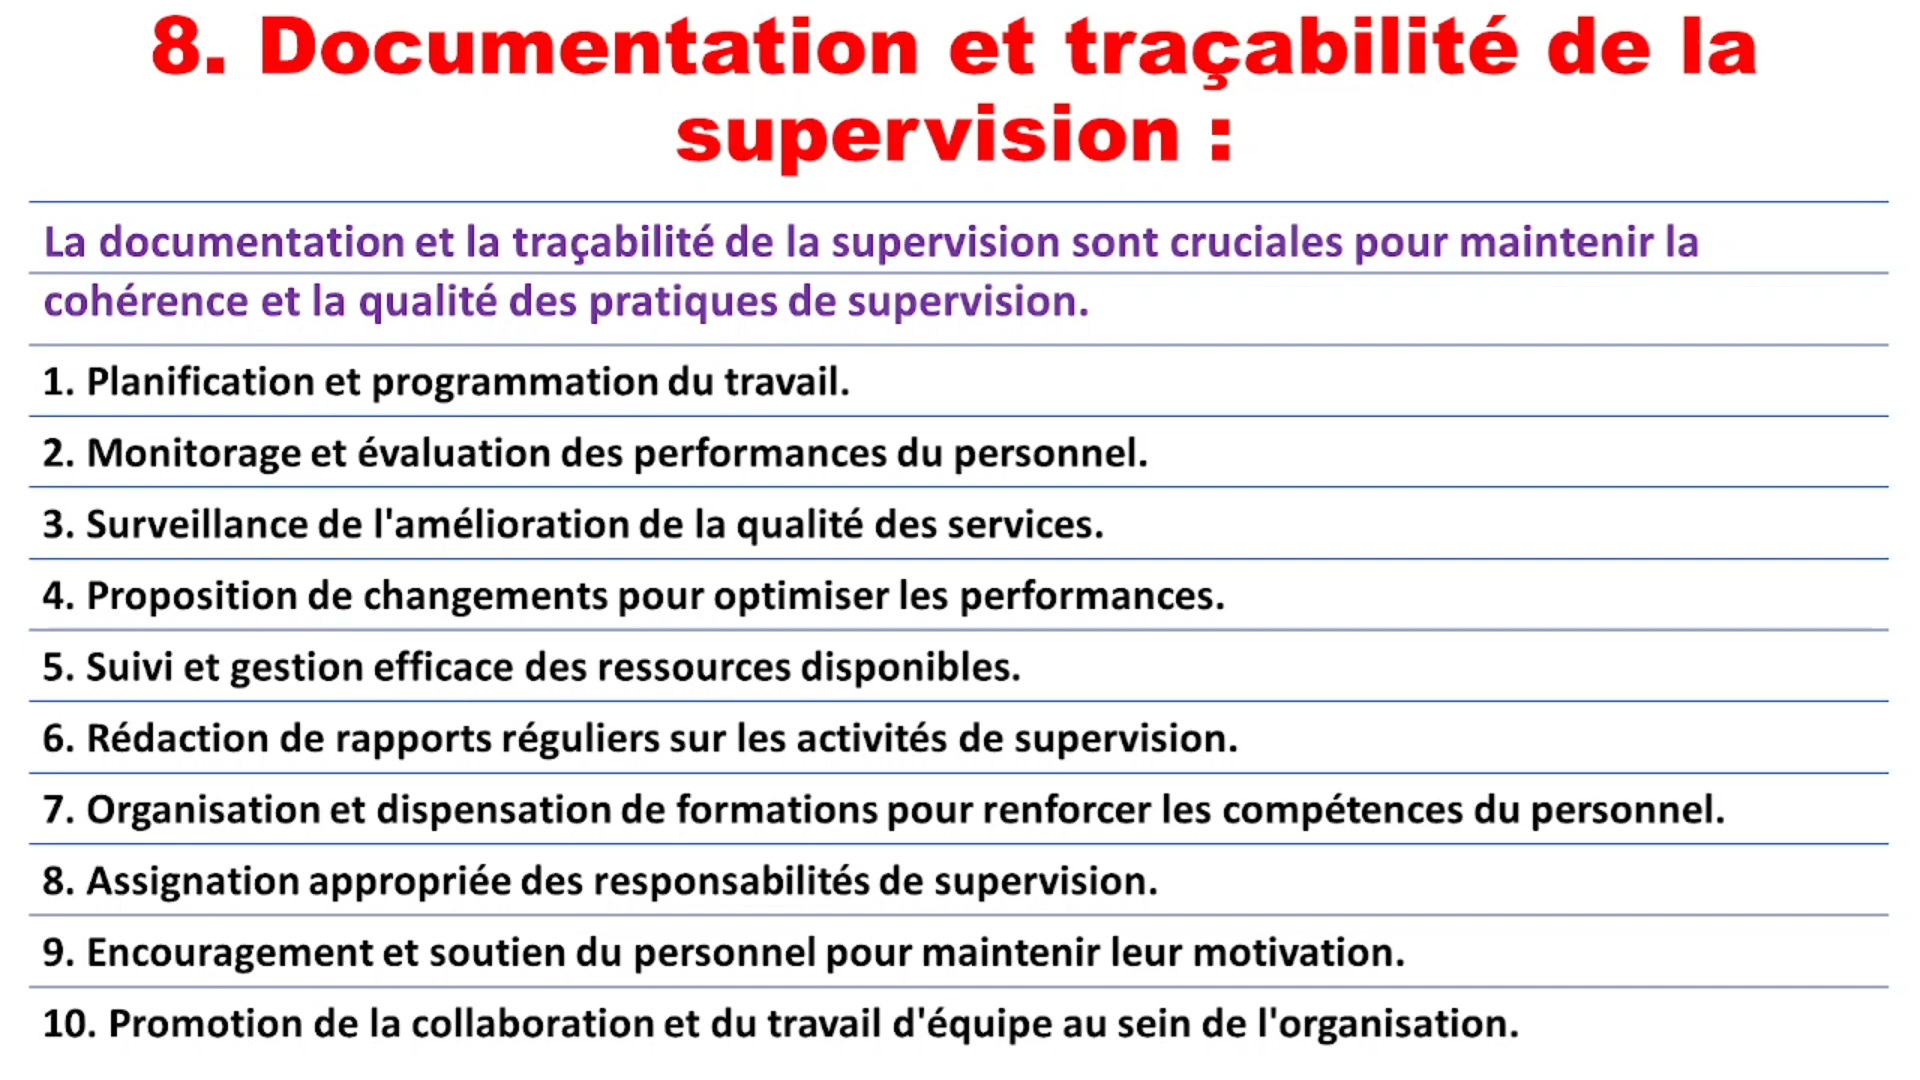 8. Documentation et traçabilité de la
supervision :
La documentation et la traçabilité de la supervision sont cruciales pour maintenir la
cohérence et la qualité des pratiques de supervision.
1. Planification et programmation du travail.
2. Monitorage et évaluation des performances du personnel.
3. Surveillance de l'amélioration de la qualité des services.
4. Proposition de changements pour optimiser les performances.
5. Suivi et gestion efficace des ressources disponibles.
6. Rédaction de rapports réguliers sur les activités de supervision.
7. Organisation et dispensation de formations pour renforcer les compétences du personnel.
8. Assignation appropriée des responsabilités de supervision.
9. Encouragement et soutien du personnel pour maintenir leur motivation.
10. Promotion de la collaboration et du travail d'équipe au sein de l'organisation.